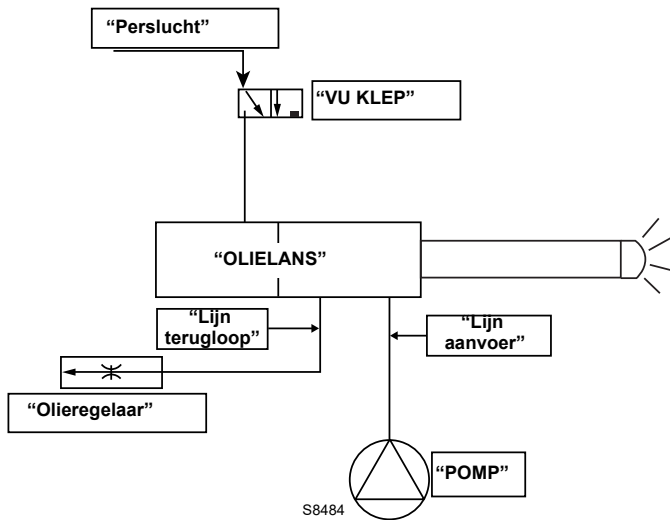 “Perslucht”
“VU KLEP”
“OLIELANS”
“Lijn
terugloop”
“Lijn
aanvoer”
“Olieregelaar”
“POMP”
S8484